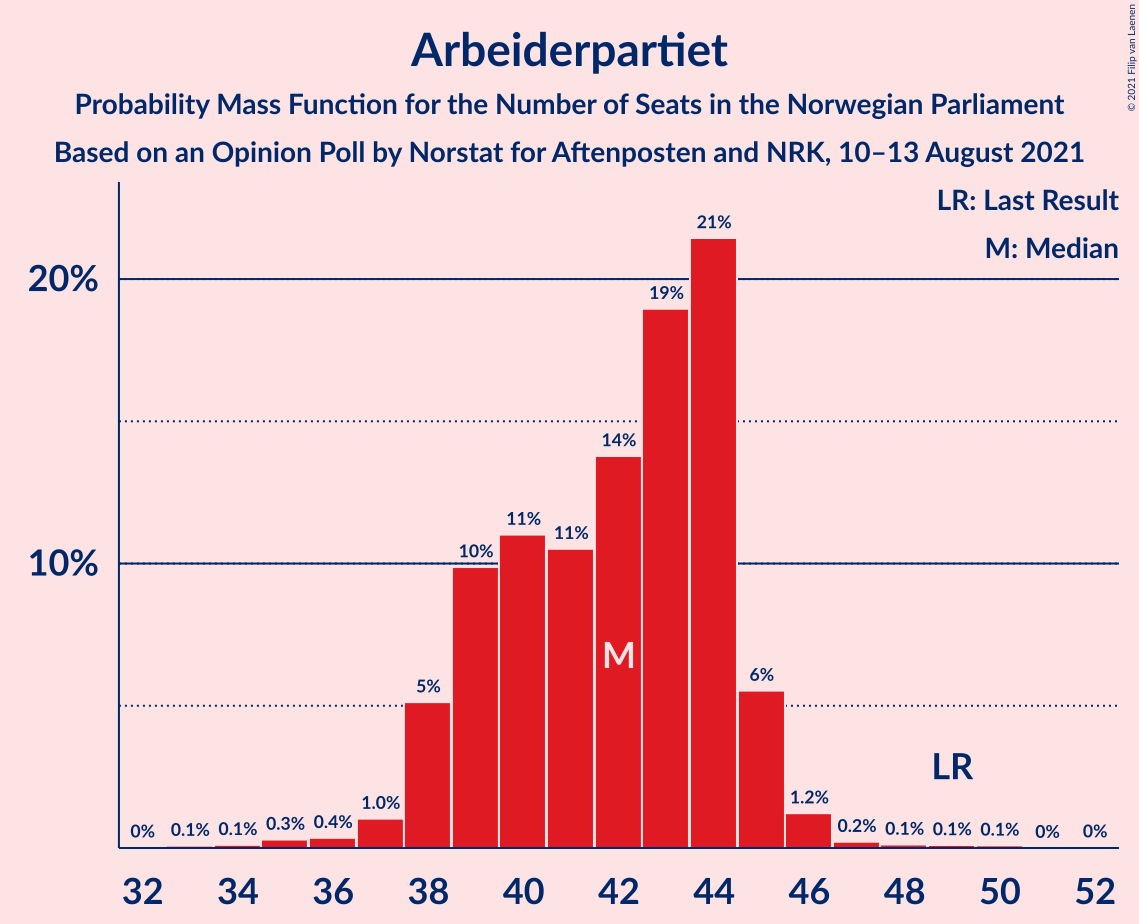 Arbeiderpartiet
Probability Mass Function for the Number of Seats in the Norwegian Parliament
Based on an Opinion Poll by Norstat for Aftenposten and NRK, 10–13 August 2021
© 2021 Filip van Laenen
LR: Last Result
M: Median
20%
10%
0%
0.1%
0.1%
0.3%
0.4%
1.0%
5%
10%
11%
11%
14%
19%
21%
6%
1.2%
0.2%
0.1%
0.1%
0.1%
0%
0%
M
LR
32 34 36 38 40 42 44 46 48 50 52